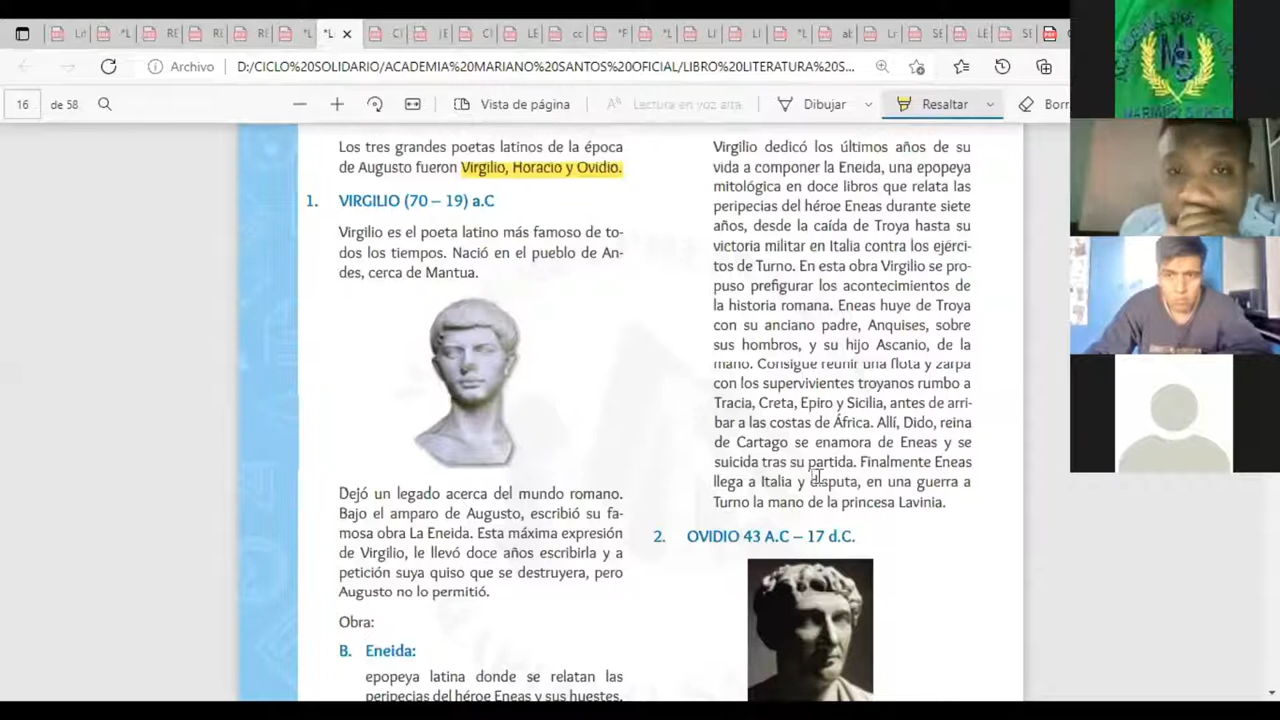 Archivo
D:/CICLO%20SOLIDARIO/ACADEMIA%20MARIANO%20SANTOS%20OFICIAL/LIBRO%20LITERATURA%20S...
16
de 58
Vista de página
Lectura en voz alta
Dibujar
Resaltar
Borr
Los tres grandes poetas latinos de la época
de Augusto fueron Virgilio, Horacio y Ovidio.
1. VIRGILIO (70 – 19) a.C
Virgilio es el poeta latino más famoso de to-
dos los tiempos. Nació en el pueblo de An-
des, cerca de Mantua.
Dejó un legado acerca del mundo romano.
Bajo el amparo de Augusto, escribió su fa-
mosa obra La Eneida. Esta máxima expresión
de Virgilio, le llevó doce años escribirla y a
petición suya quiso que se destruyera, pero
Augusto no lo permitió.
Obra:
B. Eneida:
epopeya latina donde se relatan las
peripecias del héroe Eneas y sus huestes,
Virgilio dedicó los últimos años de su
vida a componer la Eneida, una epopeya
mitológica en doce libros que relata las
peripecias del héroe Eneas durante siete
años, desde la caída de Troya hasta su
victoria militar en Italia contra los ejérci-
tos de Turno. En esta obra Virgilio se pro-
puso prefigurar los acontecimientos de
la historia romana. Eneas huye de Troya
con su anciano padre, Anquises, sobre
sus hombros, y su hijo Ascanio, de la
mano. Consigue reunir una flota y zarpa
con los supervivientes troyanos rumbo a
Tracia, Creta, Epiro y Sicilia, antes de arri-
bar a las costas de África. Allí, Dido, reina
de Cartago se enamora de Eneas y se
suicida tras su partida. Finalmente Eneas
llega a Italia y disputa, en una guerra a
Turno la mano de la princesa Lavinia.
2. OVIDIO 43 A.C – 17 d.C.